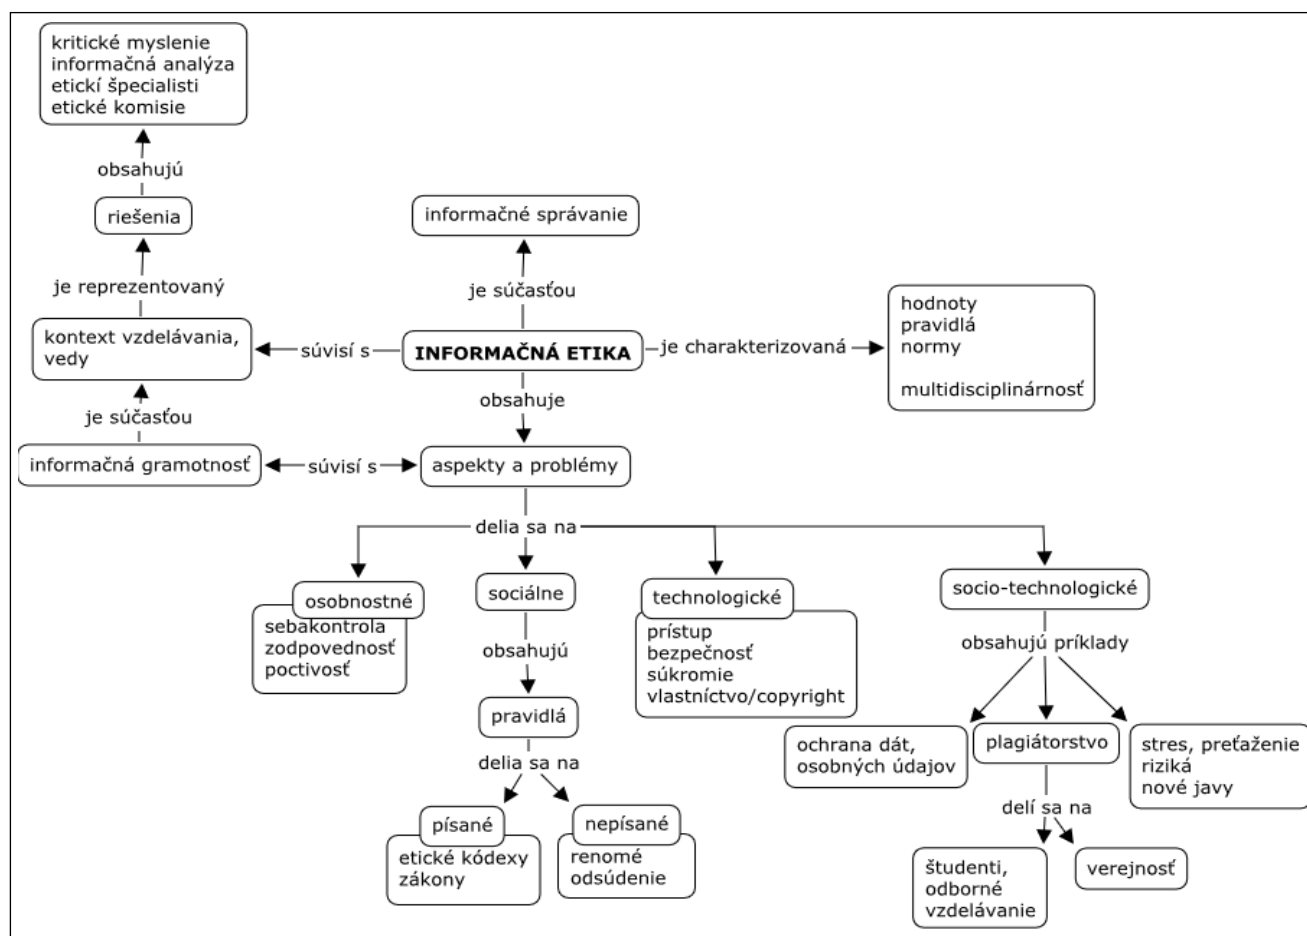 kritické myslenie
informačná analýza
etickí špecialisti
etické komisie
obsahujú
riešenia
je reprezentovaný
kontext vzdelávania,
vedy
je súčasťou
informačná gramotnosť
informačné správanie
je súčasťou
súvisí s
INFORMAČNÁ ETIKA
je charakterizovaná
hodnoty
pravidlá
normy
multidisciplinárnosť
obsahuje
súvisí s
aspekty a problémy
delia sa na
osobnostné
sebakontrola
zodpovednosť
poctivosť
sociálne
obsahujú
pravidlá
delia sa na
písané
etické kódexy
zákony
nepísané
renomé
odsúdenie
technologické
prístup
bezpečnosť
súkromie
vlastníctvo/copyright
socio-technologické
obsahujú príklady
ochrana dát,
osobných údajov
plagiátorstvo
stres, preťaženie
riziká
nové javy
delí sa na
študenti,
odborné
vzdelávanie
verejnosť